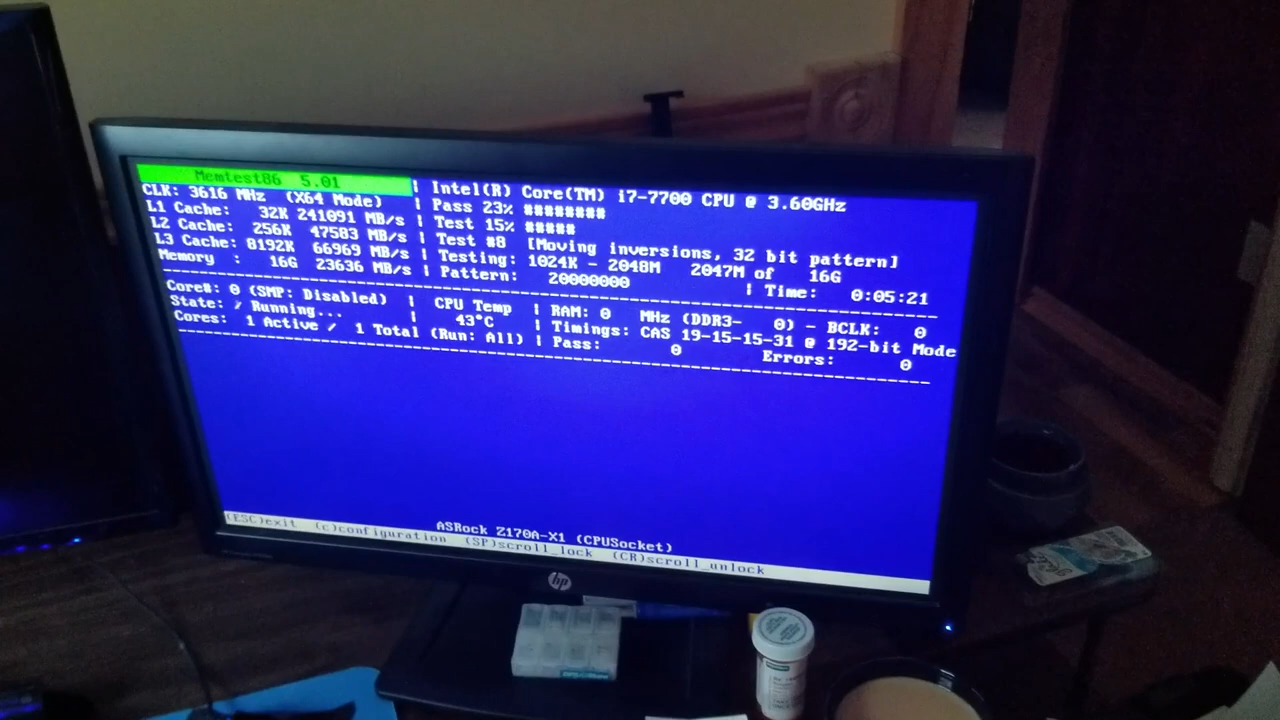 Memtest86 5.01 | Intel(R) Core(TM) i7-7700 CPU @ 3.60GHz
CLK: 3616 MHz (X64 Mode) | Pass 23% ########
L1 Cache: 32K 241091 MB/s | Test 15% #####
L2 Cache: 256K 47583 MB/s | Test #8 [Moving inversions, 32 bit pattern]
L3 Cache: 8192K 66969 MB/s | Testing: 1024K - 2048M 2047M of 16G
Memory : 16G 23636 MB/s | Pattern: 20000000 | Time: 0:05:21
Core#: 0 (SMP: Disabled) | CPU Temp | RAM: 0 MHz (DDR3- 0) - BCLK: 0
State: / Running... | 43°C | Timings: CAS 19-15-15-31 @ 192-bit Mode
Cores: 1 Active / 1 Total (Run: All) | Pass: 0 Errors: 0
ASRock Z170A-X1 (CPUSocket)
(ESC)exit (c)configuration (SP)scroll_lock (CR)scroll_unlock
hp